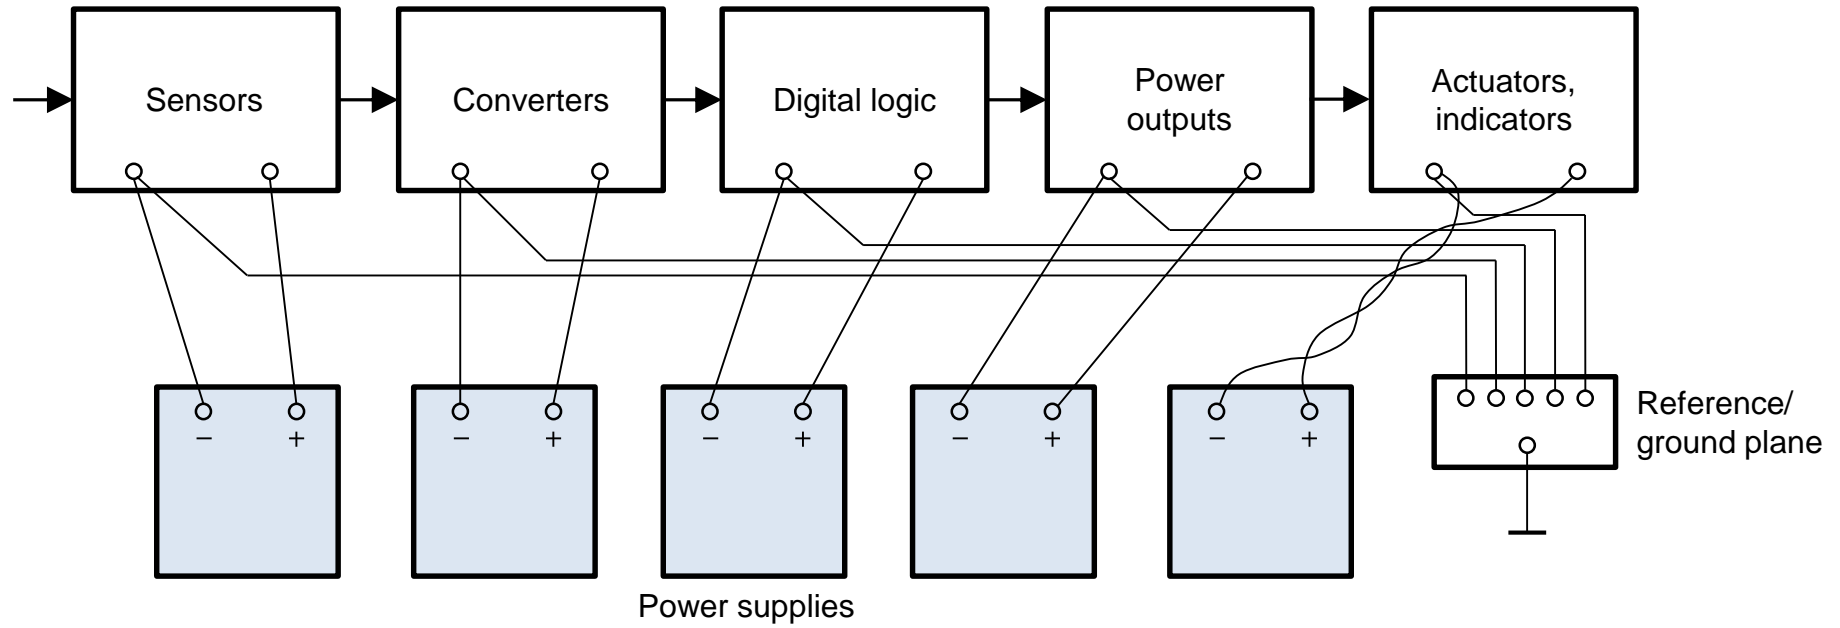 Sensors
Converters
Digital logic
Power
outputs
Actuators,
indicators
– +
– +
– +
– +
– +
Reference/
ground plane
Power supplies